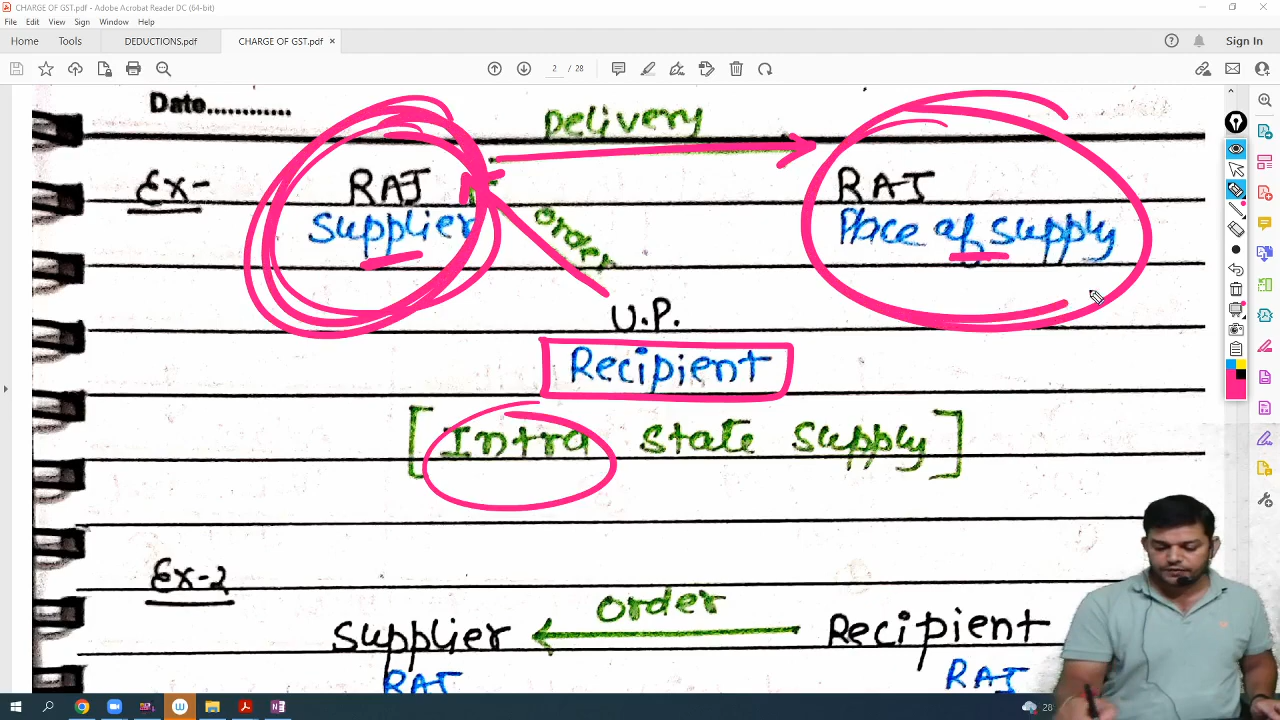 CHARGE OF GST.pdf - Adobe Acrobat Reader DC (64-bit)
File Edit View Sign Window Help
Home Tools DEDUCTIONS.pdf CHARGE OF GST.pdf × Sign In
2 / 28
Date............
Delivery
Ex- RAJ RAJ
Supplier Place of supply
Order
U.P.
Recipient
[Intra State Supply]
Ex-2
Order
Supplier Recipient
RAJ RAJ
28